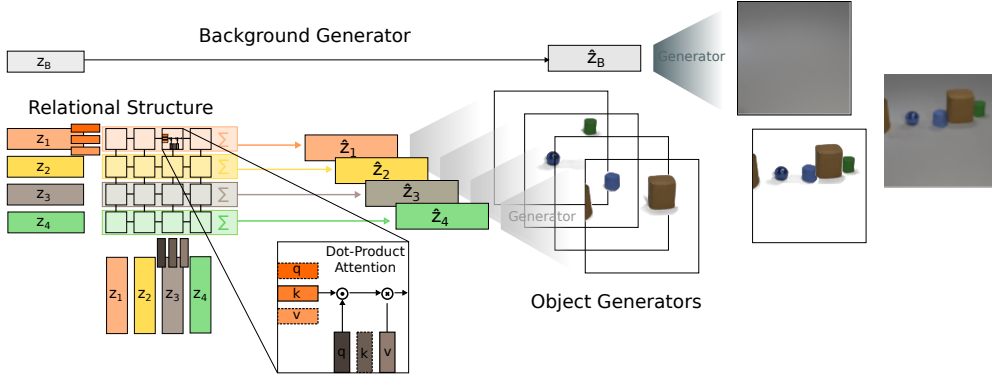 Background Generator
z_B
ẑ_B
Generator
Relational Structure
z_1
Σ
ẑ_1
z_2
Σ
ẑ_2
z_3
Σ
ẑ_3
z_4
Σ
ẑ_4
Generator
Dot-Product
Attention
q
k
v
q
k
v
z_1
z_2
z_3
z_4
Object Generators